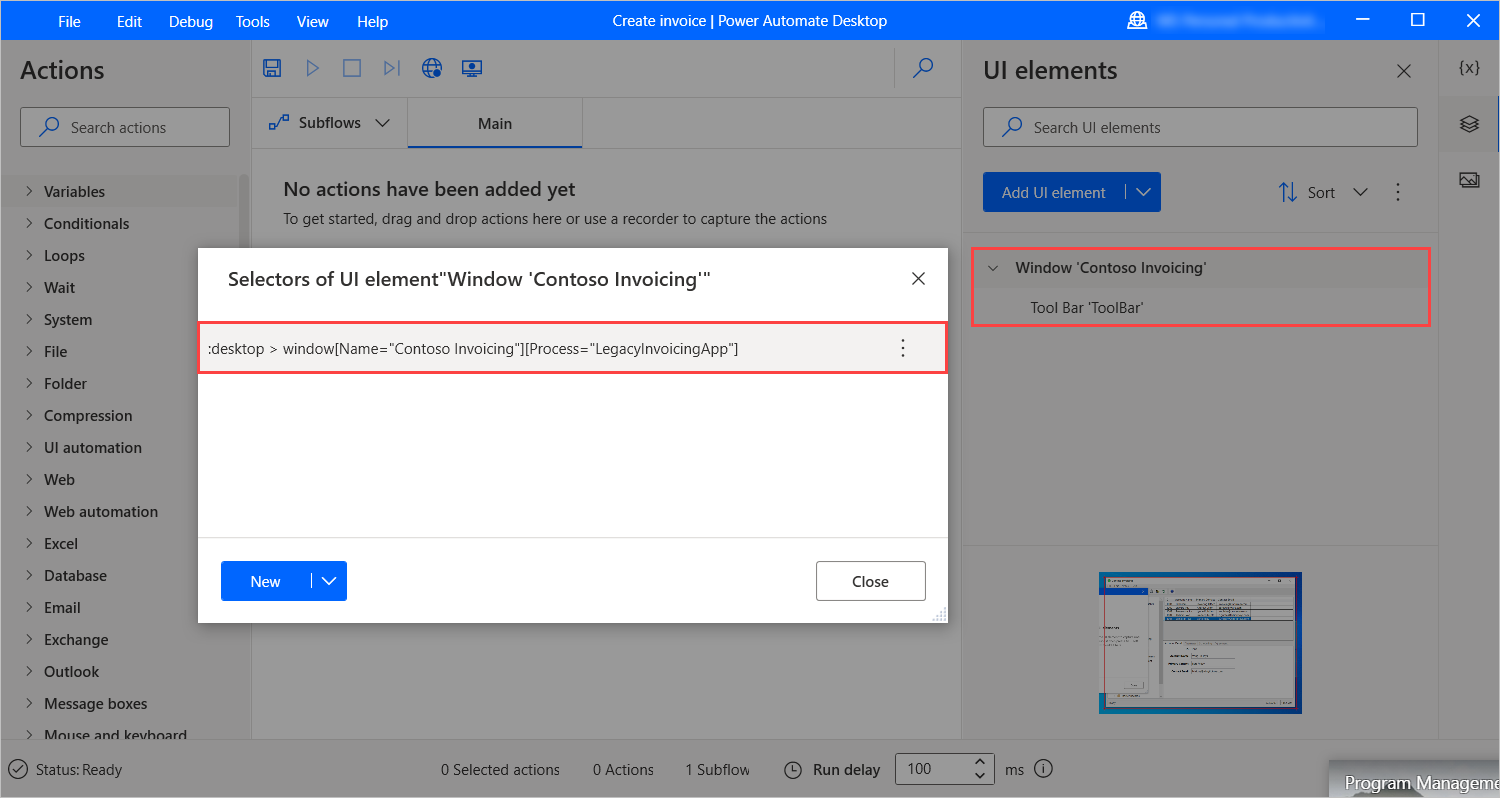 File Edit Debug Tools View Help Create invoice | Power Automate Desktop
Actions
Search actions
Variables
Conditionals
Loops
Wait
System
File
Folder
Compression
UI automation
Web
Web automation
Excel
Database
Email
Exchange
Outlook
Message boxes
Mouse and keyboard
Subflows
Main
No actions have been added yet
To get started, drag and drop actions here or use a recorder to capture the actions
Selectors of UI element"Window 'Contoso Invoicing'"
:desktop > window[Name="Contoso Invoicing"][Process="LegacyInvoicingApp"]
New
Close
UI elements
{x}
Search UI elements
Add UI element
Sort
Window 'Contoso Invoicing'
Tool Bar 'ToolBar'
Status: Ready 0 Selected actions 0 Actions 1 Subflow Run delay 100 ms
Program Manageme